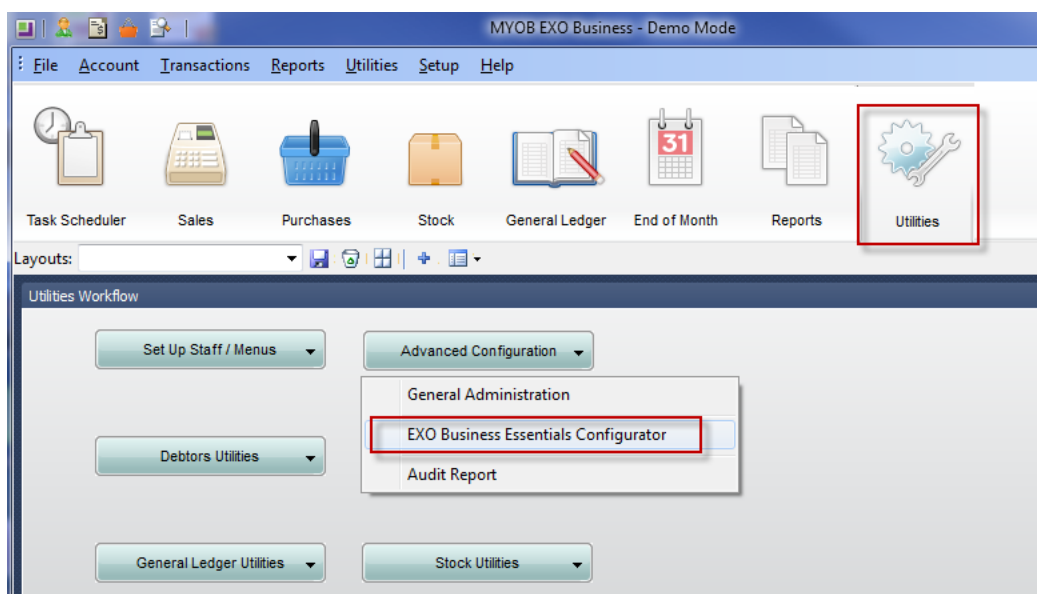 MYOB EXO Business - Demo Mode
File Account Transactions Reports Utilities Setup Help
31
Task Scheduler Sales Purchases Stock General Ledger End of Month Reports Utilities
Layouts:
Utilities Workflow
Set Up Staff / Menus Advanced Configuration
General Administration
EXO Business Essentials Configurator
Debtors Utilities
Audit Report
General Ledger Utilities Stock Utilities